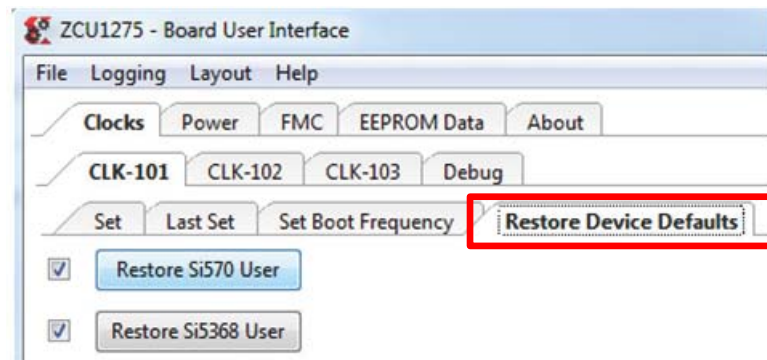 ZCU1275 - Board User Interface
File Logging Layout Help
Clocks Power FMC EEPROM Data About
CLK-101 CLK-102 CLK-103 Debug
Set Last Set Set Boot Frequency Restore Device Defaults
Restore Si570 User
Restore Si5368 User